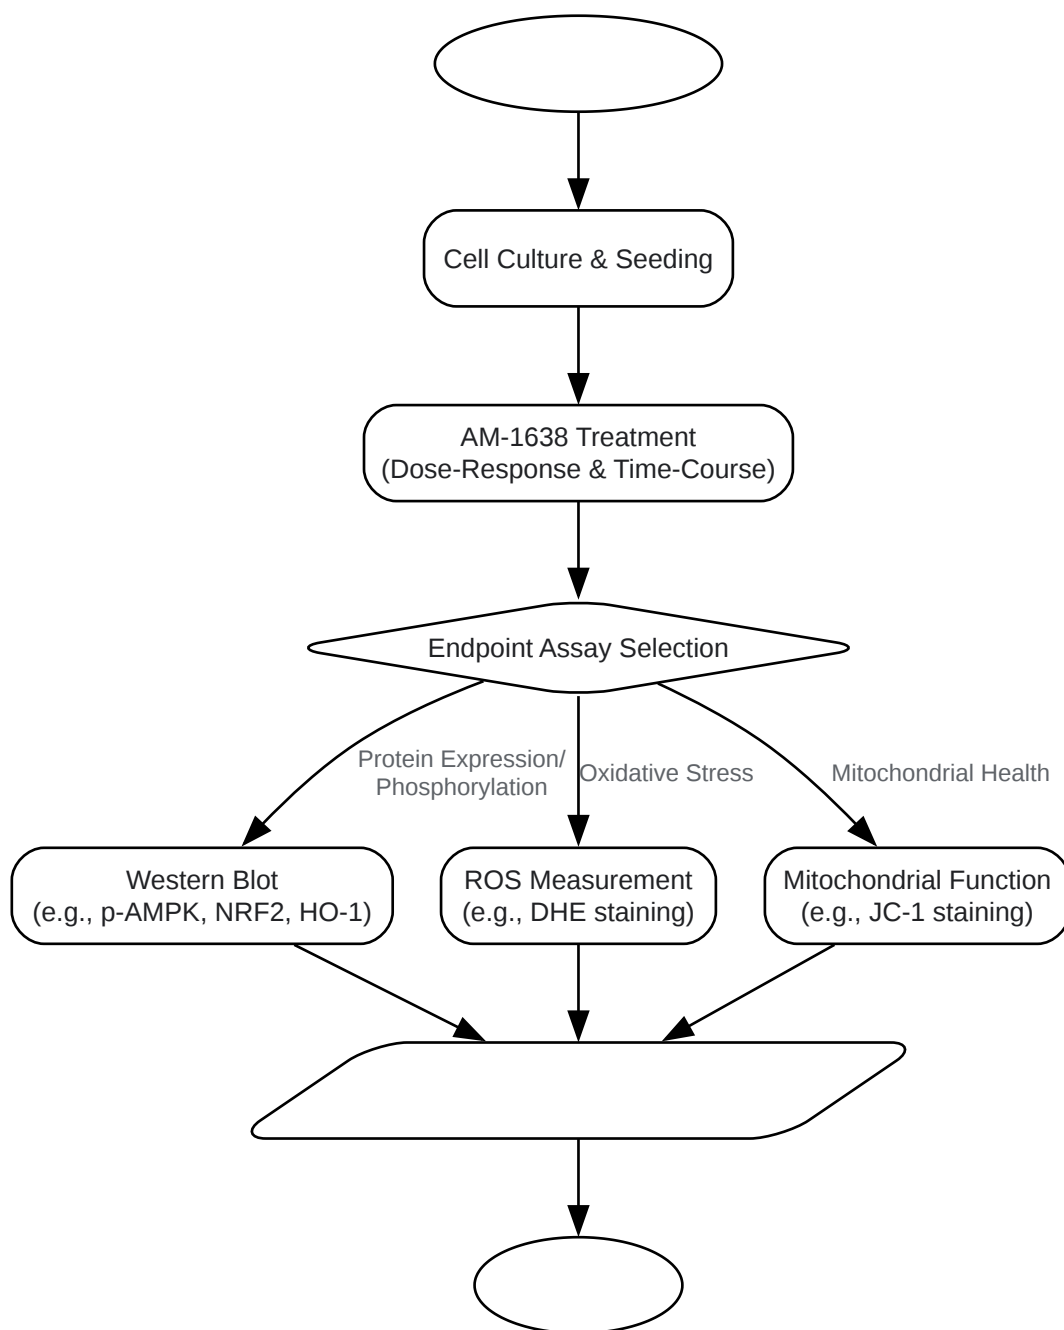 Cell Culture & Seeding
AM-1638 Treatment
(Dose-Response & Time-Course)
Endpoint Assay Selection
Protein Expression/
Phosphorylation
Oxidative Stress
Mitochondrial Health
Western Blot
(e.g., p-AMPK, NRF2, HO-1)
ROS Measurement
(e.g., DHE staining)
Mitochondrial Function
(e.g., JC-1 staining)